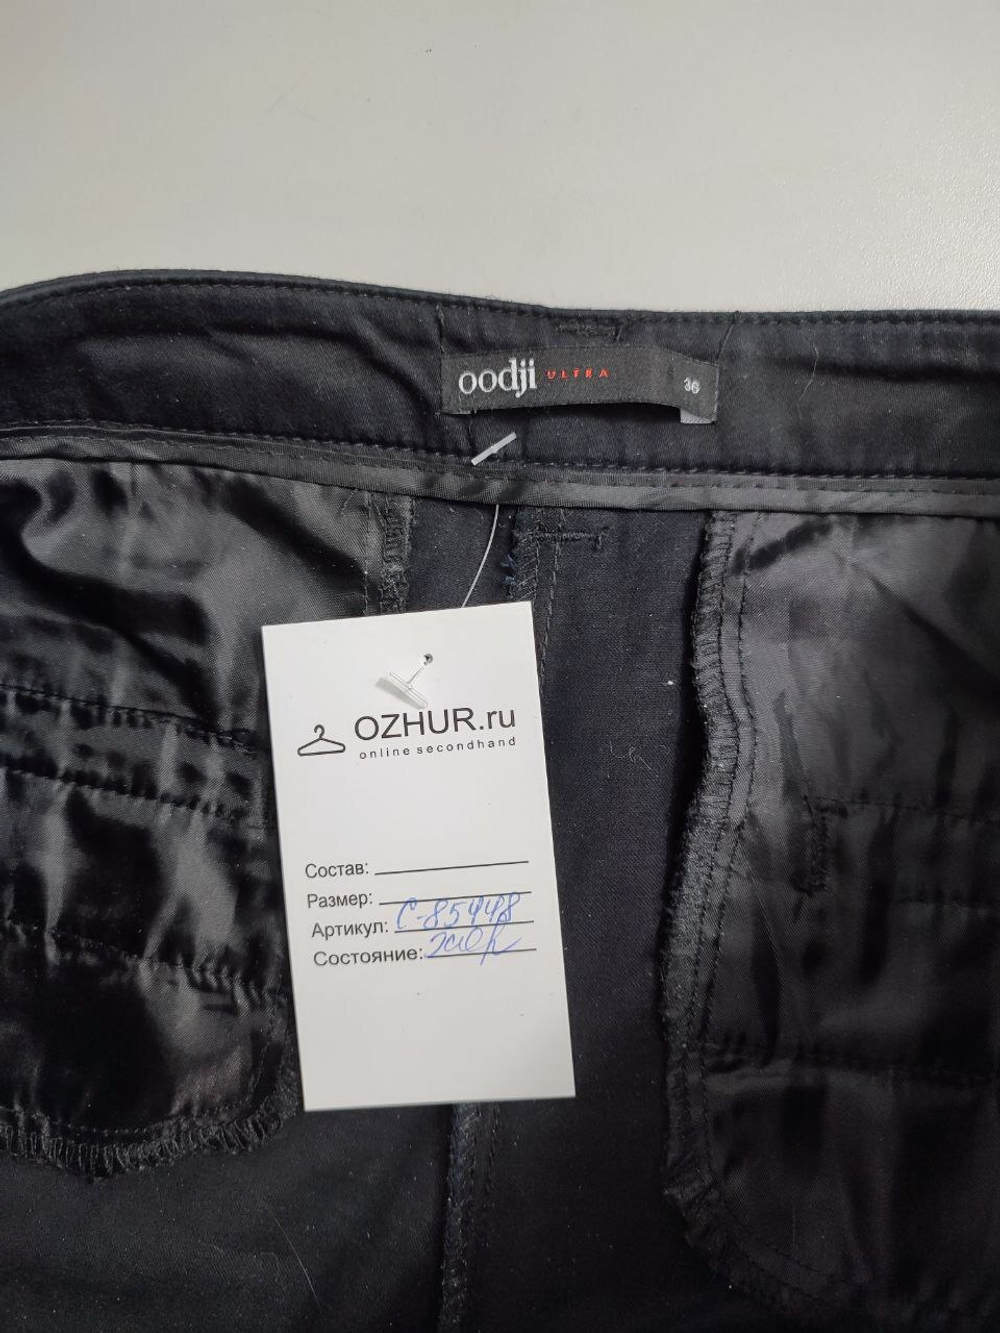 oodji ULTRA 36
OZHUR.ru
online secondhand
Состав:
Размер:
Артикул: С-85448
Состояние: